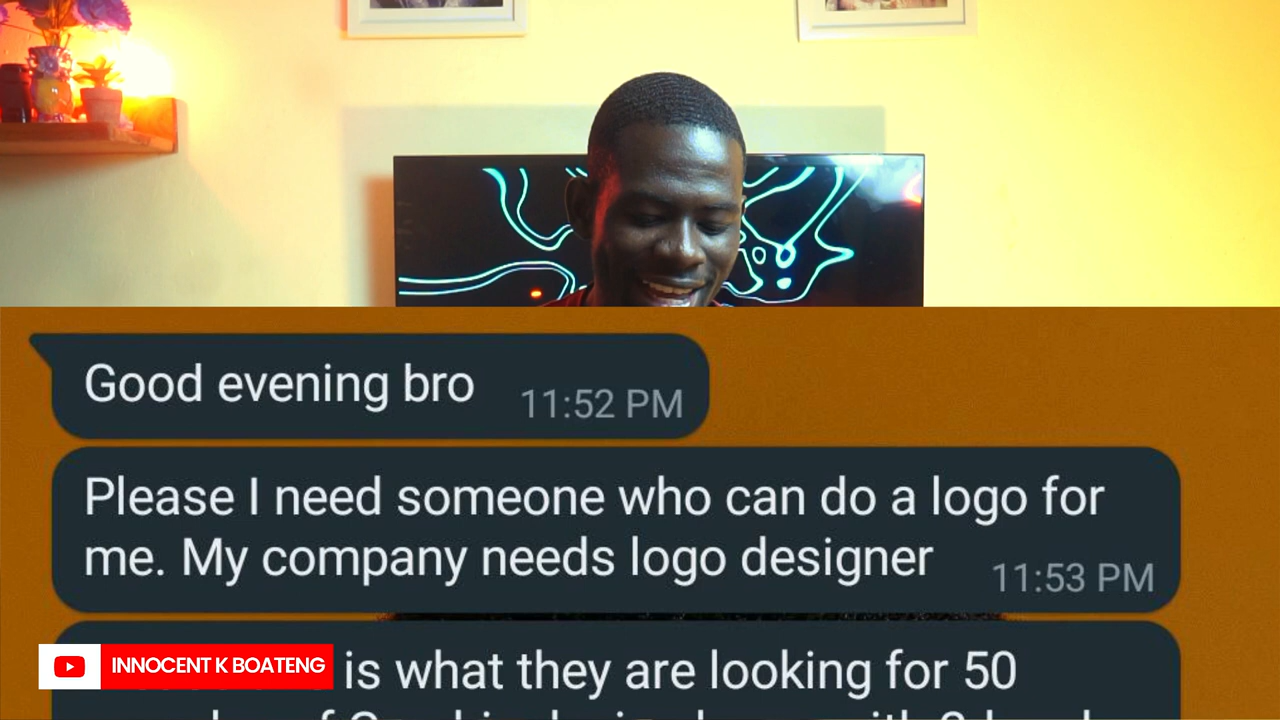 Good evening bro
11:52 PM
Please I need someone who can do a logo for
me. My company needs logo designer
11:53 PM
INNOCENT K BOATENG
is what they are looking for 50